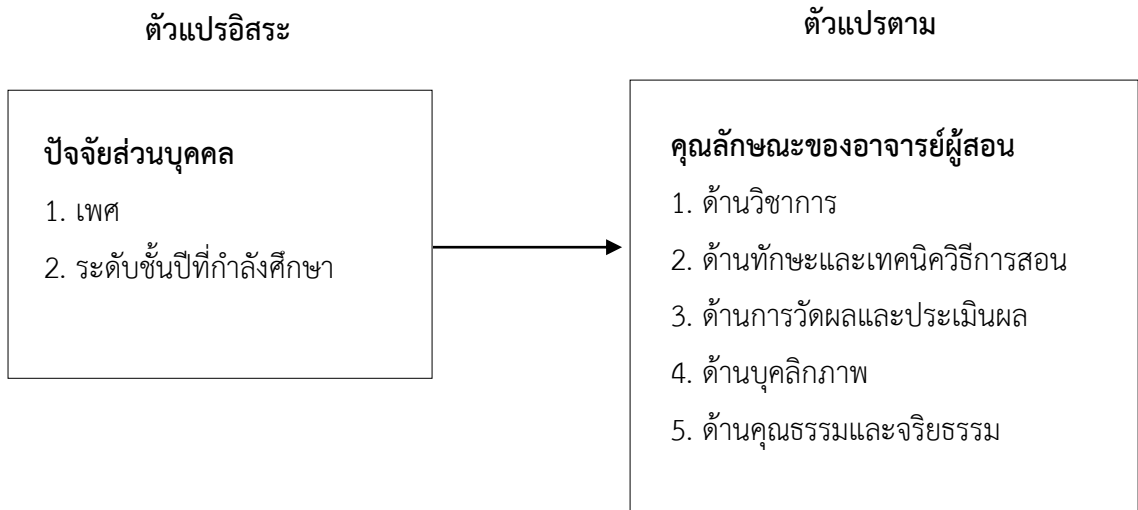 ตัวแปรอิสระ
ตัวแปรตาม
ปัจจัยส่วนบุคคล
1. เพศ
2. ระดับชั้นปีที่กำลังศึกษา
คุณลักษณะของอาจารย์ผู้สอน
1. ด้านวิชาการ
2. ด้านทักษะและเทคนิควิธีการสอน
3. ด้านการวัดผลและประเมินผล
4. ด้านบุคลิกภาพ
5. ด้านคุณธรรมและจริยธรรม